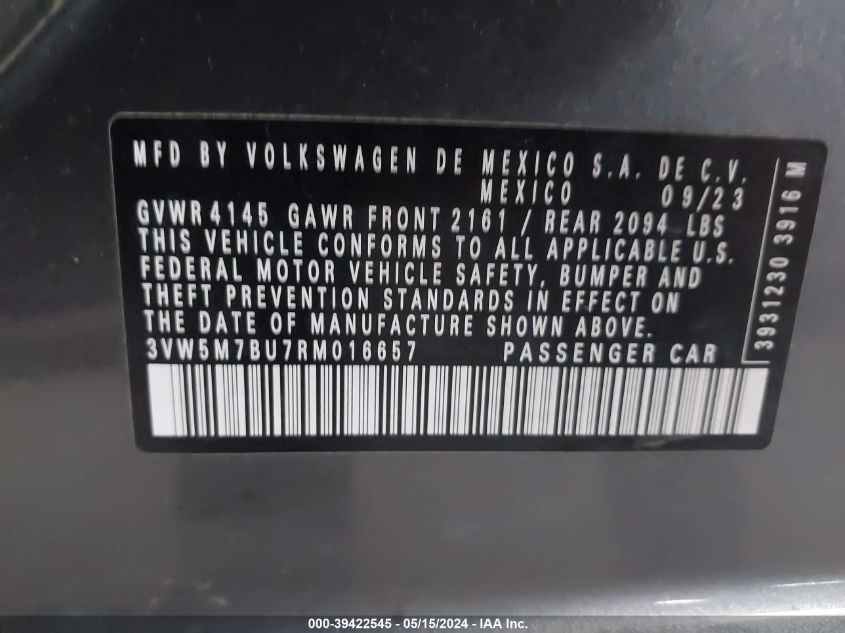 MFD BY VOLKSWAGEN DE MEXICO S.A. DE C.V.
MEXICO 09/23
GVWR 4145 GAWR FRONT 2161 / REAR 2094 LBS
THIS VEHICLE CONFORMS TO ALL APPLICABLE U.S.
FEDERAL MOTOR VEHICLE SAFETY, BUMPER AND
THEFT PREVENTION STANDARDS IN EFFECT ON
THE DATE OF MANUFACTURE SHOWN ABOVE.
3VW5M7BU7RM016657 PASSENGER CAR
3931230 3916 M
000-39422545 - 05/15/2024 - IAA Inc.